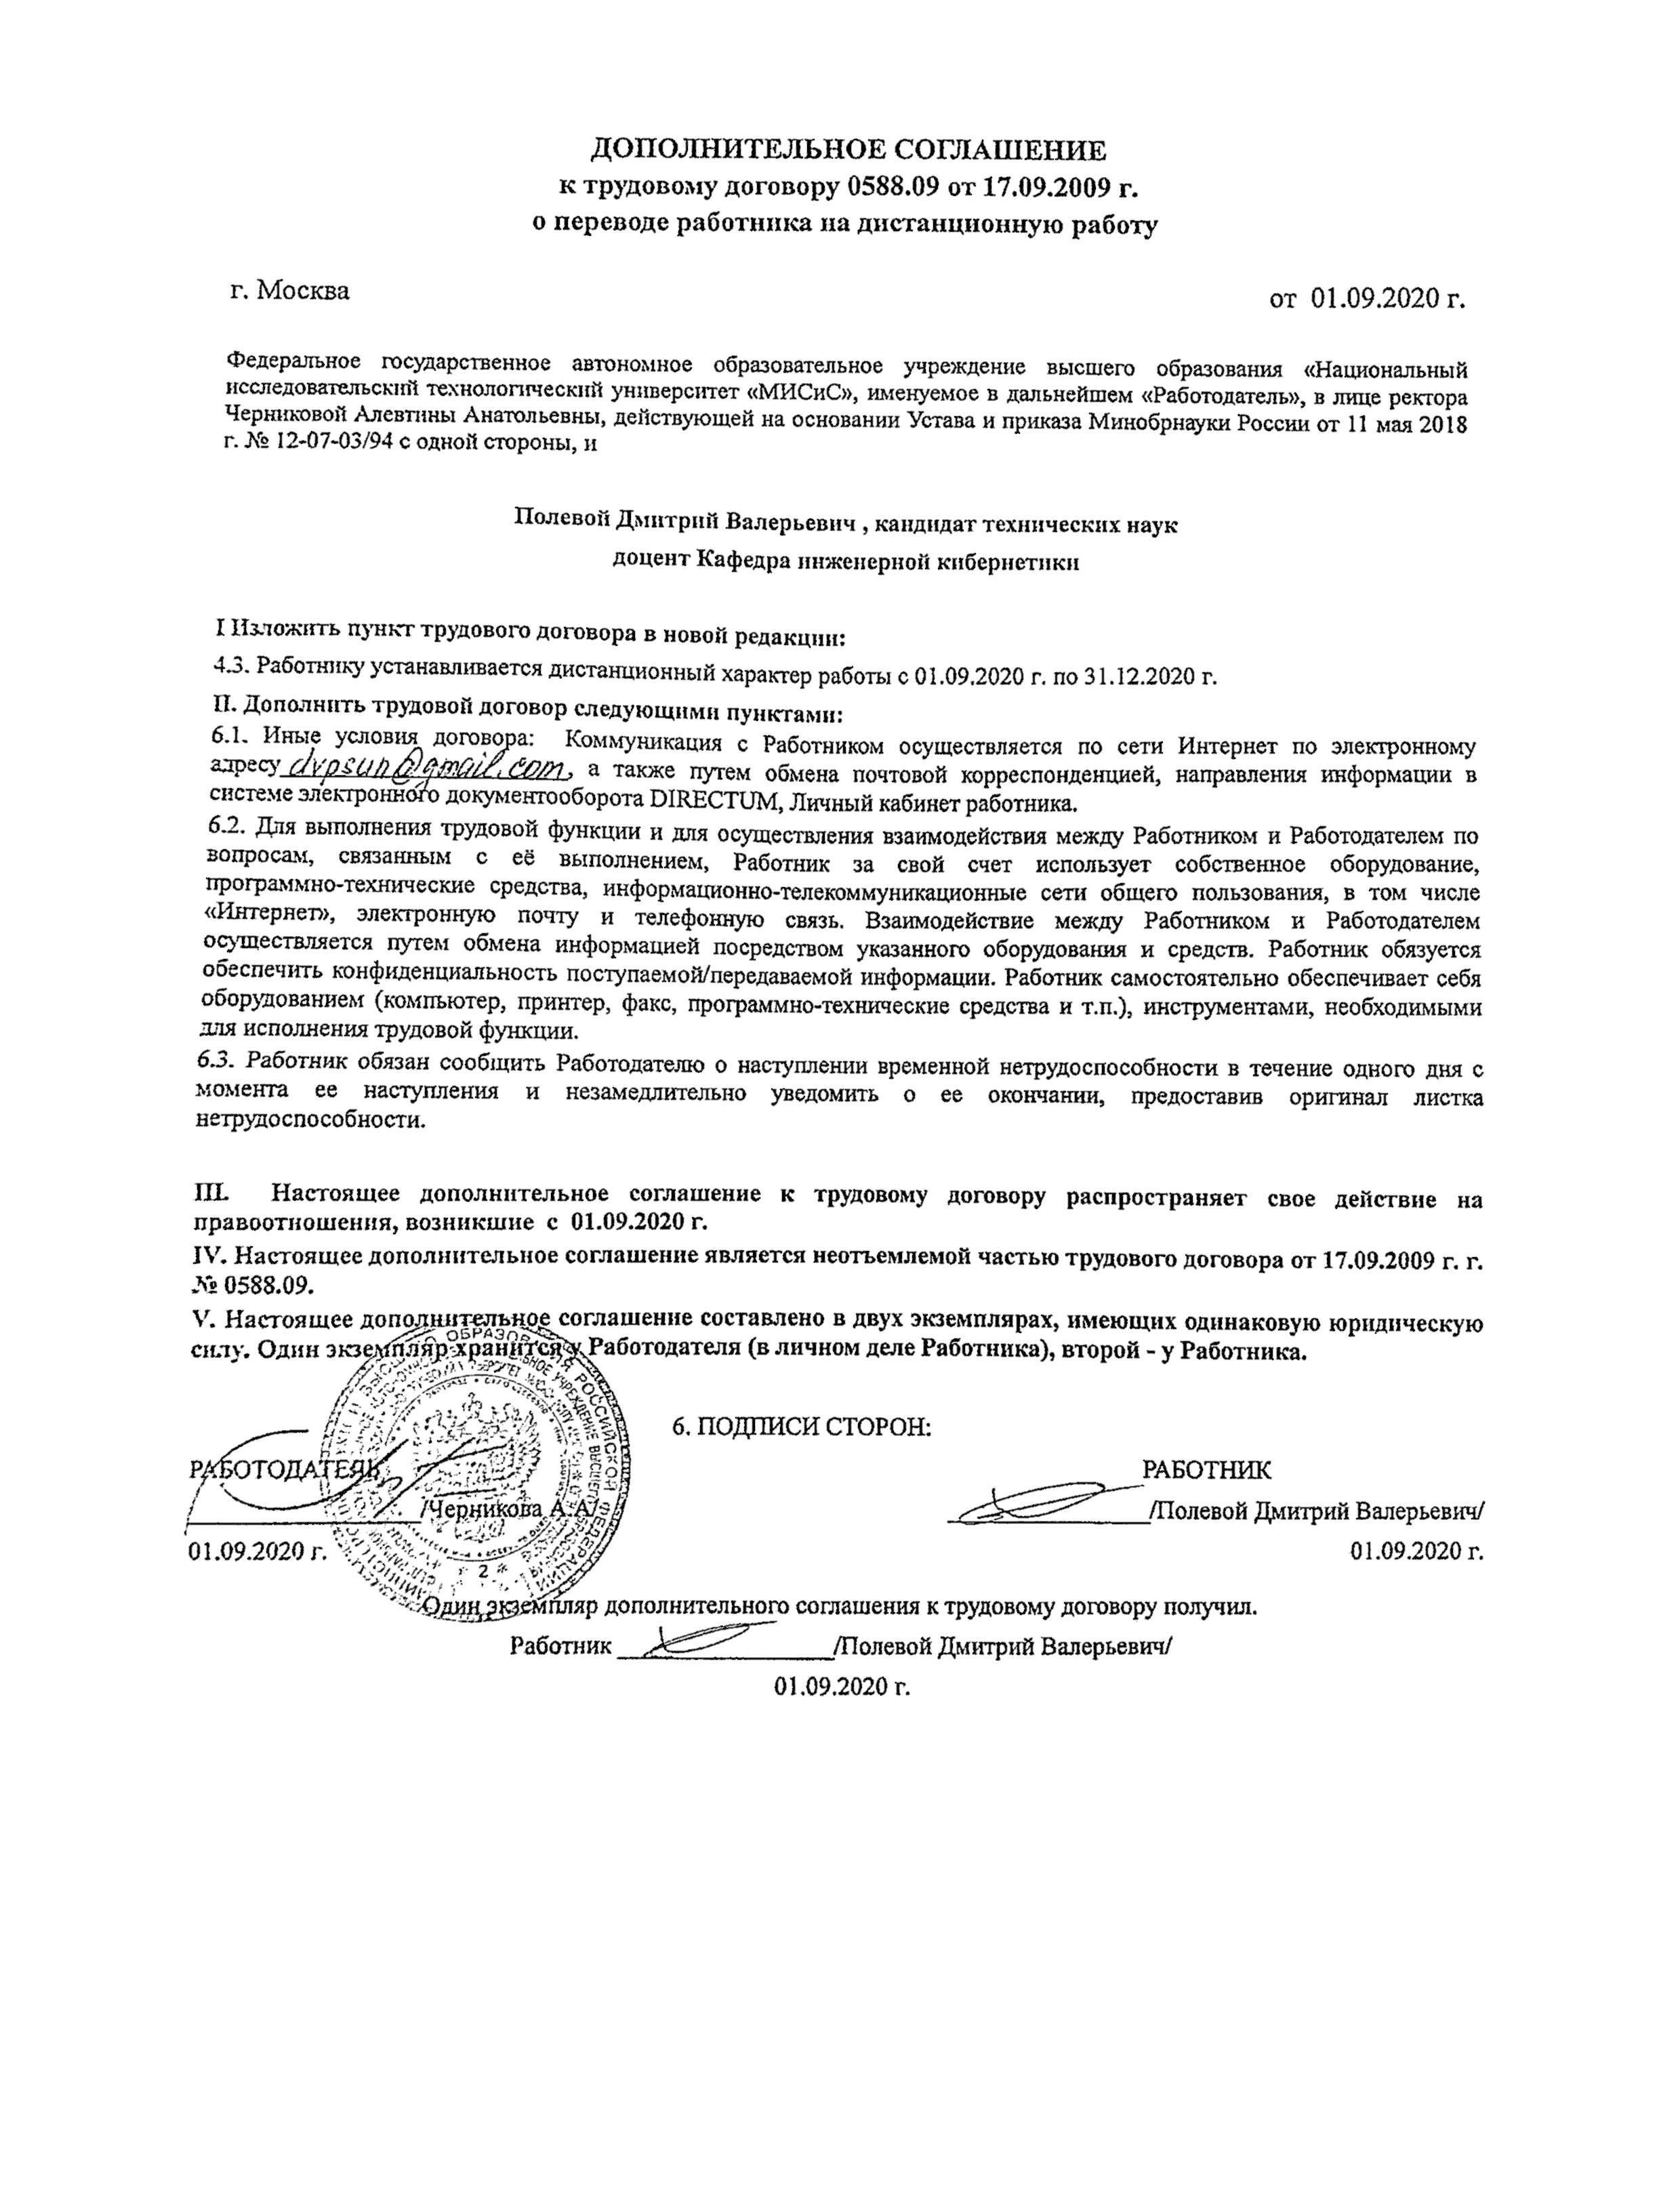 ДОПОЛНИТЕЛЬНОЕ СОГЛАШЕНИЕ
к трудовому договору 0588.09 от 17.09.2009 г.
о переводе работника на дистанционную работу
г. Москва
от 01.09.2020 г.
Федеральное государственное автономное образовательное учреждение высшего образования «Национальный
исследовательский технологический университет «МИСиС», именуемое в дальнейшем «Работодатель», в лице ректора
Черниковой Алевтины Анатольевны, действующей на основании Устава и приказа Минобрнауки России от 11 мая 2018
г. № 12-07-03/94 с одной стороны, и
Полевой Дмитрий Валерьевич , кандидат технических наук
доцент Кафедра инженерной кибернетики
I Изложить пункт трудового договора в новой редакции:
4.3. Работнику устанавливается дистанционный характер работы с 01.09.2020 г. по 31.12.2020 г.
II. Дополнить трудовой договор следующими пунктами:
6.1. Иные условия договора: Коммуникация с Работником осуществляется по сети Интернет по электронному
адресу dvpsun@gmail.com, а также путем обмена почтовой корреспонденцией, направления информации в
системе электронного документооборота DIRECTUM, Личный кабинет работника.
6.2. Для выполнения трудовой функции и для осуществления взаимодействия между Работником и Работодателем по
вопросам, связанным с её выполнением, Работник за свой счет использует собственное оборудование,
программно-технические средства, информационно-телекоммуникационные сети общего пользования, в том числе
«Интернет», электронную почту и телефонную связь. Взаимодействие между Работником и Работодателем
осуществляется путем обмена информацией посредством указанного оборудования и средств. Работник обязуется
обеспечить конфиденциальность поступаемой/передаваемой информации. Работник самостоятельно обеспечивает себя
оборудованием (компьютер, принтер, факс, программно-технические средства и т.п.), инструментами, необходимыми
для исполнения трудовой функции.
6.3. Работник обязан сообщить Работодателю о наступлении временной нетрудоспособности в течение одного дня с
момента ее наступления и незамедлительно уведомить о ее окончании, предоставив оригинал листка
нетрудоспособности.
III. Настоящее дополнительное соглашение к трудовому договору распространяет свое действие на
правоотношения, возникшие с 01.09.2020 г.
IV. Настоящее дополнительное соглашение является неотъемлемой частью трудового договора от 17.09.2009 г. г.
№ 0588.09.
V. Настоящее дополнительное соглашение составлено в двух экземплярах, имеющих одинаковую юридическую
силу. Один экземпляр хранится у Работодателя (в личном деле Работника), второй - у Работника.
6. ПОДПИСИ СТОРОН:
РАБОТОДАТЕЛЬ
РАБОТНИК
/Черникова А.А/
/Полевой Дмитрий Валерьевич/
01.09.2020 г.
01.09.2020 г.
Один экземпляр дополнительного соглашения к трудовому договору получил.
Работник /Полевой Дмитрий Валерьевич/
01.09.2020 г.